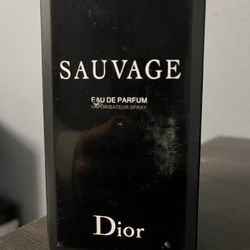 SAUVAGE
EAU DE PARFUM
VAPORISATEUR SPRAY
Dior